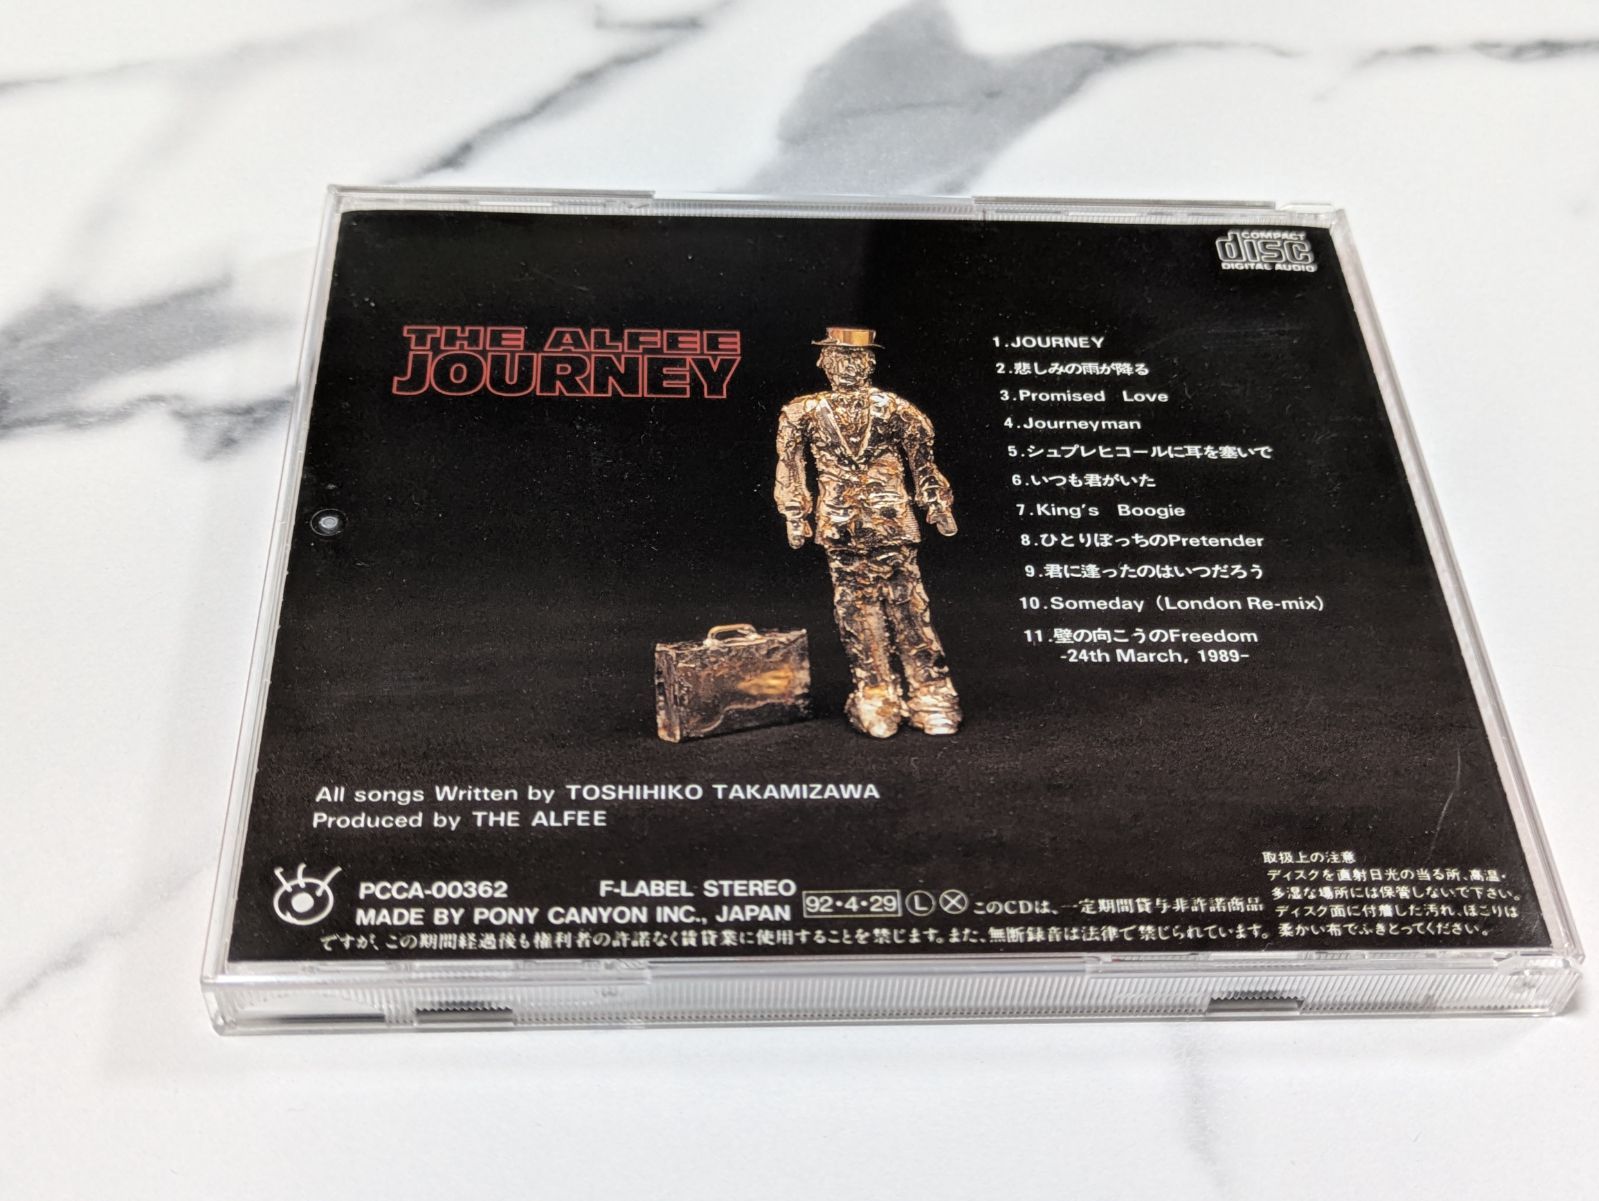 COMPACT
disc
DIGITAL AUDIO
THE ALFEE
JOURNEY
1.JOURNEY
2.悲しみの雨が降る
3.Promised Love
4.Journeyman
5.シュプレヒコールに耳を塞いで
6.いつも君がいた
7.King's Boogie
8.ひとりぼっちのPretender
9.君に逢ったのはいつだろう
10.Someday (London Re-mix)
11.壁の向こうのFreedom
-24th March, 1989-
All songs Written by TOSHIHIKO TAKAMIZAWA
Produced by THE ALFEE
PCCA-00362 F-LABEL STEREO
MADE BY PONY CANYON INC., JAPAN
92・4・29 Ⓛ Ⓧ このCDは、一定期間貸与非許諾商品
ですが、この期間経過後も権利者の許諾なく賃貸業に使用することを禁じます。また、無断録音は法律で禁じられています。
取扱上の注意
ディスクを直射日光の当る所、高温・
多湿な場所には保管しないで下さい。
ディスク面に付着した汚れ、ほこりは
柔かい布でふきとってください。